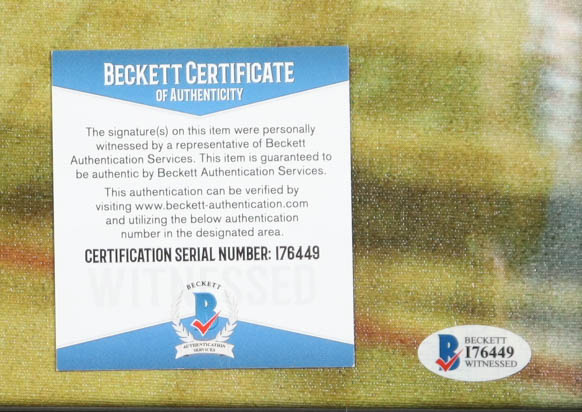 BECKETT CERTIFICATE
OF AUTHENTICITY
The signature(s) on this item were personally
witnessed by a representative of Beckett
Authentication Services. This item is guaranteed to
be authentic by Beckett Authentication Services.
This authentication can be verified by
visiting www.beckett-authentication.com
and utilizing the below authentication
number in the designated area.
CERTIFICATION SERIAL NUMBER: I76449
WITNESSED
BECKETT
B
AUTHENTICATION
SERVICES
B
BECKETT
I76449
WITNESSED